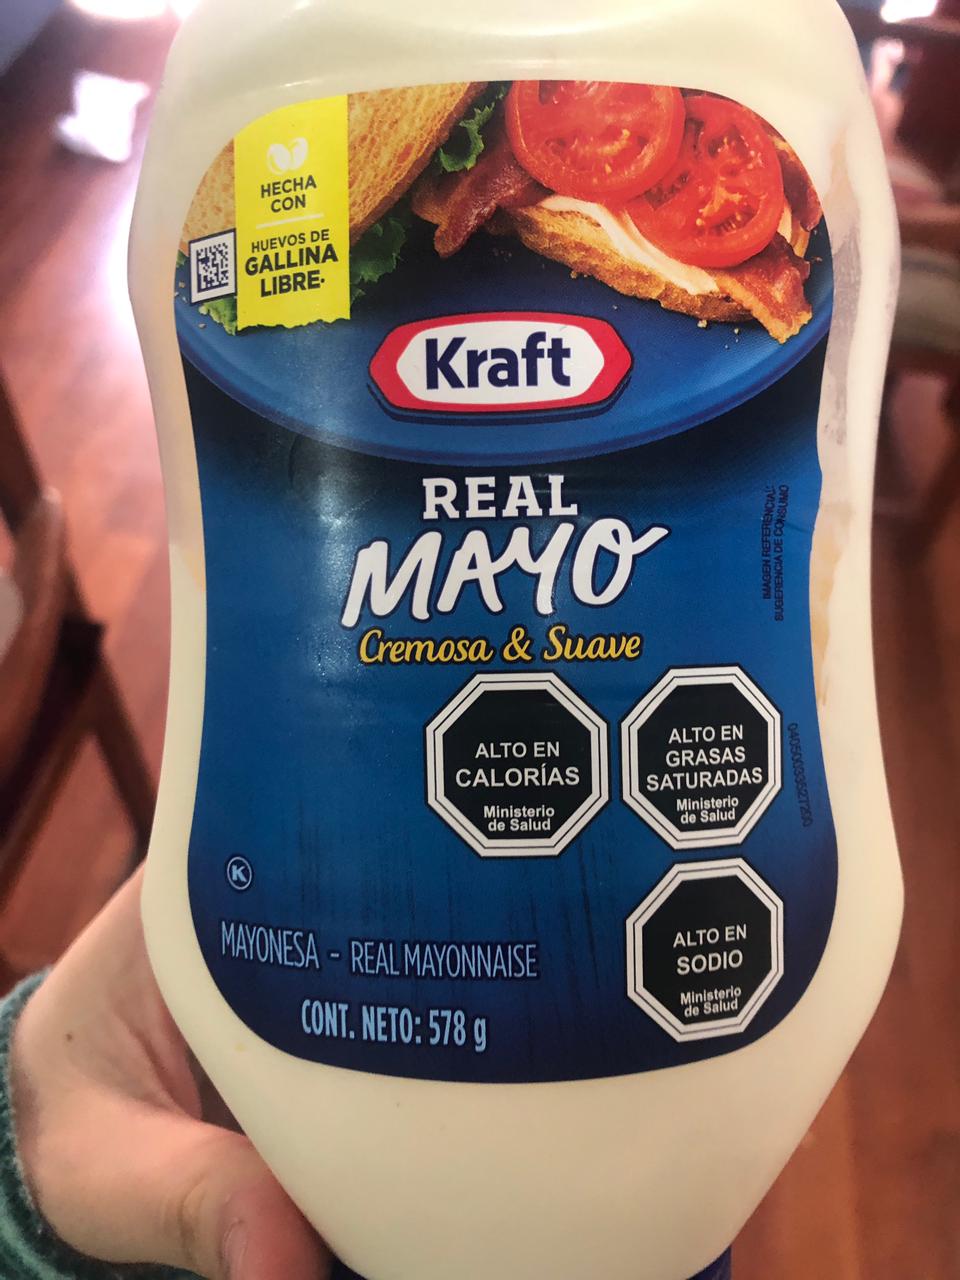 HECHA
CON
HUEVOS DE
GALLINA
LIBRE.
Kraft
REAL
MAYO
Cremosa & Suave
IMAGEN REFERENCIAL:
SUGERENCIA DE CONSUMO
ALTO EN
CALORÍAS
Ministerio
de Salud
ALTO EN
GRASAS
SATURADAS
Ministerio
de Salud
ALTO EN
SODIO
Ministerio
de Salud
K
MAYONESA - REAL MAYONNAISE
CONT. NETO: 578 g